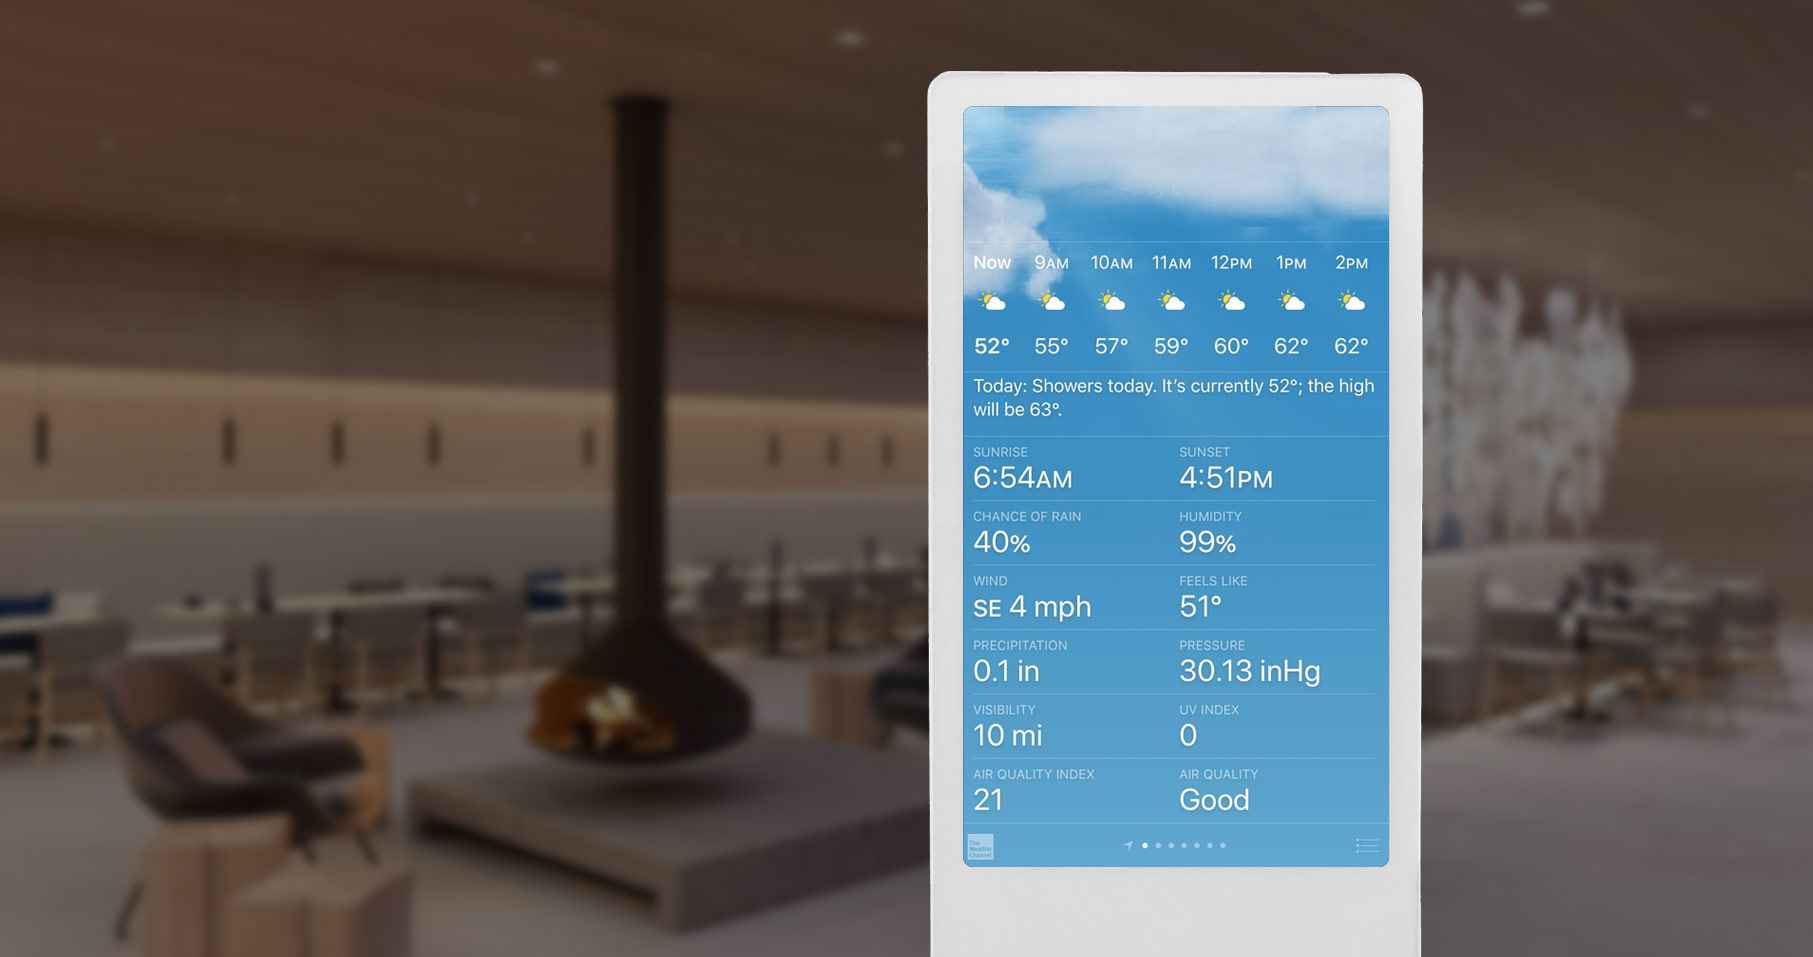 Now 9AM 10AM 11AM 12PM 1PM 2PM
52° 55° 57° 59° 60° 62° 62°
Today: Showers today. It's currently 52°; the high
will be 63°.
SUNRISE SUNSET
6:54AM 4:51PM
CHANCE OF RAIN HUMIDITY
40% 99%
WIND FEELS LIKE
SE 4 mph 51°
PRECIPITATION PRESSURE
0.1 in 30.13 inHg
VISIBILITY UV INDEX
10 mi 0
AIR QUALITY INDEX AIR QUALITY
21 Good
The
Weather
Channel